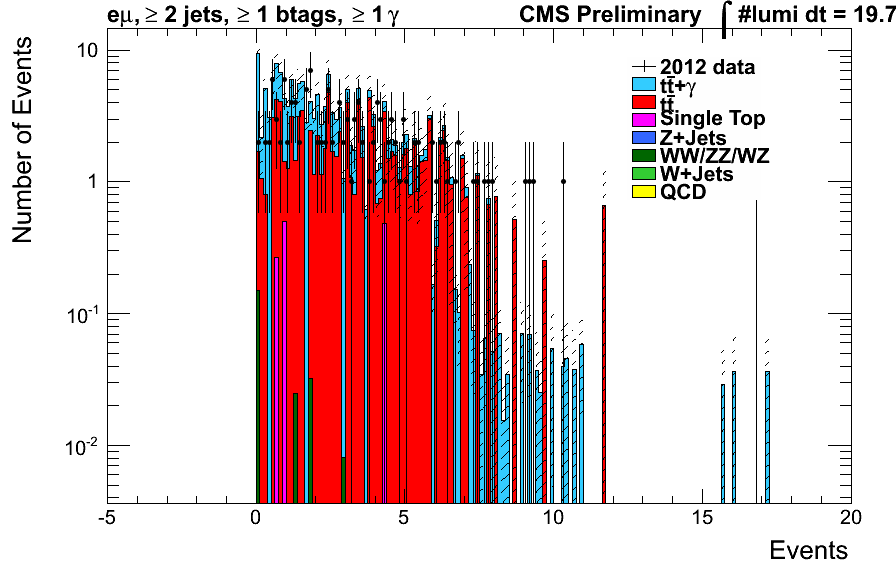 eμ, ≥ 2 jets, ≥ 1 btags, ≥ 1 γ
CMS Preliminary ∫ #lumi dt = 19.7
Number of Events
10
1
10⁻¹
10⁻²
2012 data
tt̄+γ
tt̄
Single Top
Z+Jets
WW/ZZ/WZ
W+Jets
QCD
-5 0 5 10 15 20
Events